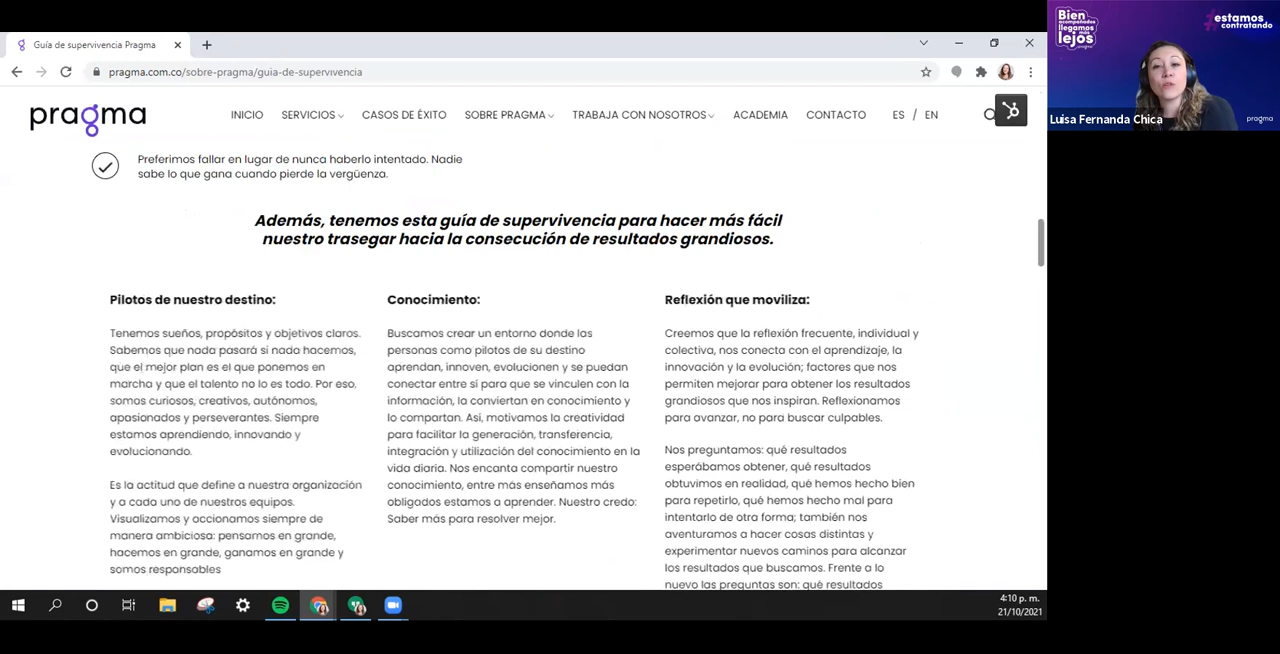 Guía de supervivencia Pragma
pragma.com.co/sobre-pragma/guia-de-supervivencia
pragma
INICIO SERVICIOS CASOS DE ÉXITO SOBRE PRAGMA TRABAJA CON NOSOTROS ACADEMIA CONTACTO ES / EN
Preferimos fallar en lugar de nunca haberlo intentado. Nadie
sabe lo que gana cuando pierde la vergüenza.
Además, tenemos esta guía de supervivencia para hacer más fácil
nuestro trasegar hacia la consecución de resultados grandiosos.
Pilotos de nuestro destino:
Tenemos sueños, propósitos y objetivos claros.
Sabemos que nada pasará si nada hacemos,
que el mejor plan es el que ponemos en
marcha y que el talento no lo es todo. Por eso,
somos curiosos, creativos, autónomos,
apasionados y perseverantes. Siempre
estamos aprendiendo, innovando y
evolucionando.
Es la actitud que define a nuestra organización
y a cada uno de nuestros equipos.
Visualizamos y accionamos siempre de
manera ambiciosa: pensamos en grande,
hacemos en grande, ganamos en grande y
somos responsables
Conocimiento:
Buscamos crear un entorno donde las
personas como pilotos de su destino
aprendan, innoven, evolucionen y se puedan
conectar entre sí para que se vinculen con la
información, la conviertan en conocimiento y
lo compartan. Así, motivamos la creatividad
para facilitar la generación, transferencia,
integración y utilización del conocimiento en la
vida diaria. Nos encanta compartir nuestro
conocimiento, entre más enseñamos más
obligados estamos a aprender. Nuestro credo:
Saber más para resolver mejor.
Reflexión que moviliza:
Creemos que la reflexión frecuente, individual y
colectiva, nos conecta con el aprendizaje, la
innovación y la evolución; factores que nos
permiten mejorar para obtener los resultados
grandiosos que nos inspiran. Reflexionamos
para avanzar, no para buscar culpables.
Nos preguntamos: qué resultados
esperábamos obtener, qué resultados
obtuvimos en realidad, qué hemos hecho bien
para repetirlo, qué hemos hecho mal para
intentarlo de otra forma; también nos
aventuramos a hacer cosas distintas y
experimentar nuevos caminos para alcanzar
los resultados que buscamos. Frente a lo
nuevo las preguntas son: qué resultados
4:10 p. m.
21/10/2021
Bien
acompañados
llegamos
más
lejos
pragma
#estamos
contratando
Luisa Fernanda Chica
pragma